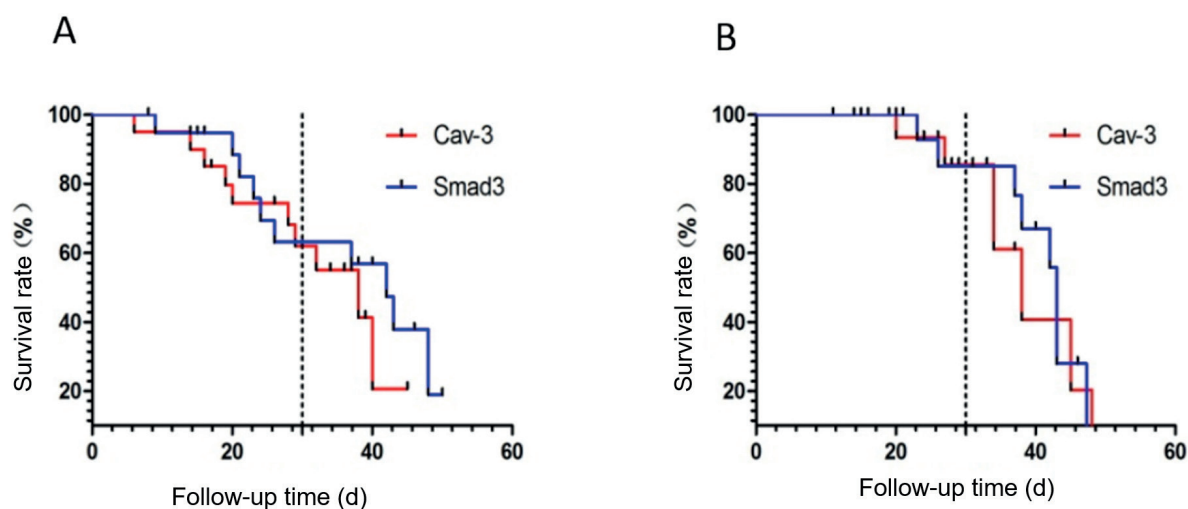 A
100
80
60
40
20
0 20 40 60
Survival rate (%)
Follow-up time (d)
Cav-3
Smad3
B
100
80
60
40
20
0 20 40 60
Survival rate (%)
Follow-up time (d)
Cav-3
Smad3